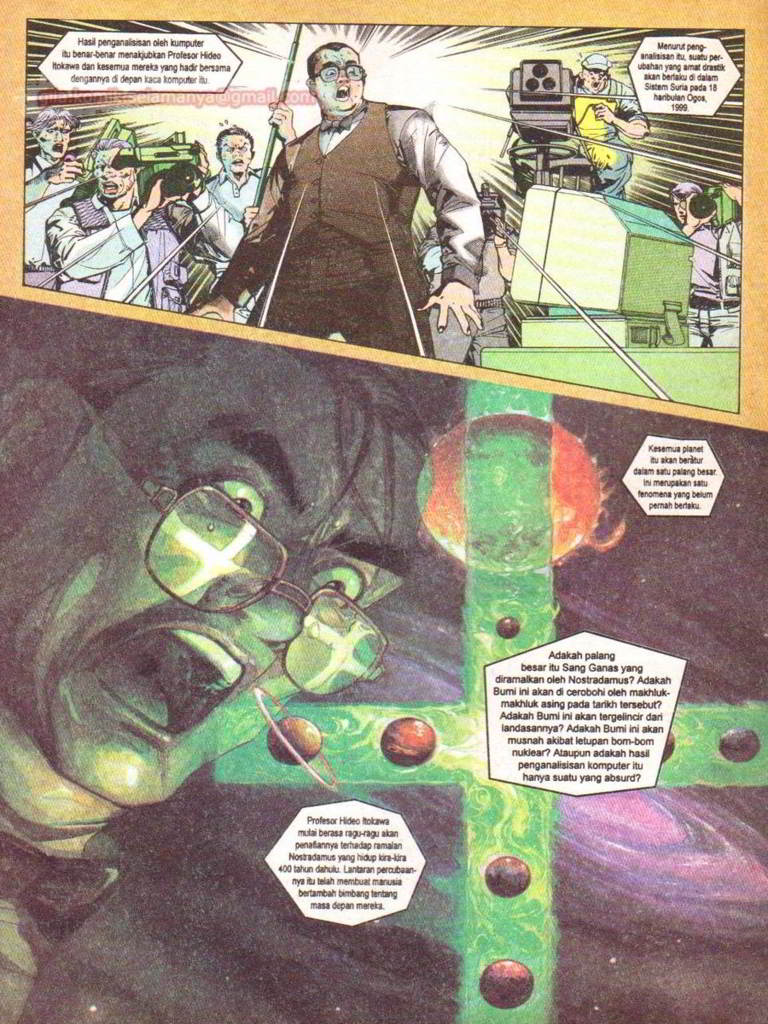 Hasil penganalisisan oleh kumputer
itu benar-benar menakjubkan Profesor Hideo
Itokawa dan kesemua mereka yang hadir bersama
dengannya di depan kaca komputer itu.
Menurut peng-
analisisan itu, suatu per-
ubahan yang amat drastik
akan berlaku di dalam
Sistem Suria pada 18
haribulan Ogos,
1999.
selamanya@gmail.com
Kesemua planet
itu akan beratur
dalam satu palang besar.
Ini merupakan satu
fenomena yang belum
pernah berlaku.
Adakah palang
besar itu Sang Ganas yang
diramalkan oleh Nostradamus? Adakah
Bumi ini akan di cerobohi oleh makhluk-
makhluk asing pada tarikh tersebut?
Adakah Bumi ini akan tergelincir dari
landasannya? Adakah Bumi ini akan
musnah akibat letupan bom-bom
nuklear? Ataupun adakah hasil
penganalisisan komputer itu
hanya suatu yang absurd?
Profesor Hideo Itokawa
mulai berasa ragu-ragu akan
penafiannya terhadap ramalan
Nostradamus yang hidup kira-kira
400 tahun dahulu. Lantaran percubaan-
nya itu telah membuat manusia
bertambah bimbang tentang
masa depan mereka.